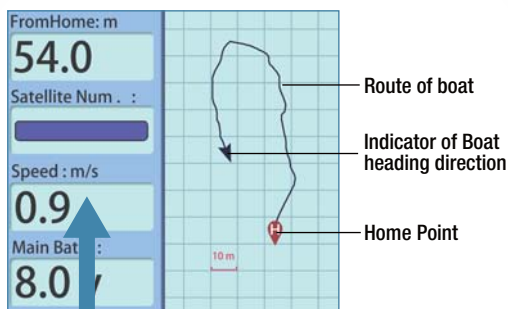 FromHome: m
54.0
Satellite Num . :
Speed : m/s
0.9
Main Bat :
8.0
10 m
H
Route of boat
Indicator of Boat
heading direction
Home Point